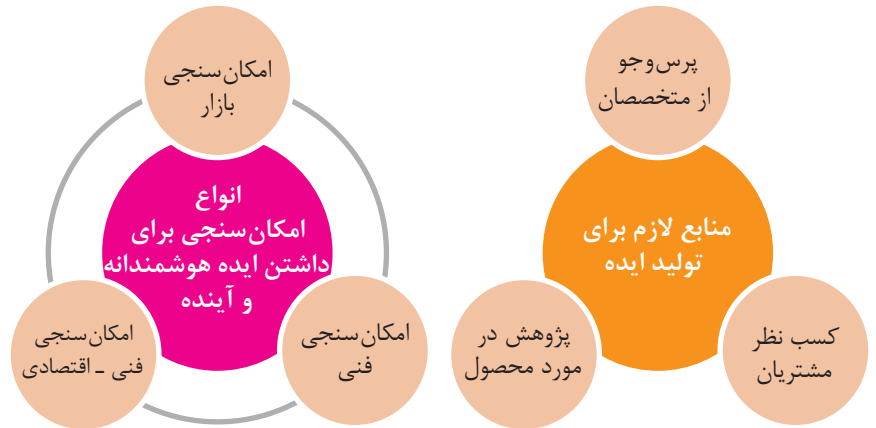 پرس‌وجو
از متخصصان
منابع لازم برای
تولید ایده
کسب نظر
مشتریان
پژوهش در
مورد محصول
امکان‌سنجی
بازار
انواع
امکان‌سنجی برای
داشتن ایده هوشمندانه
و آینده
امکان‌سنجی
فنی
امکان‌سنجی
فنی ـ اقتصادی